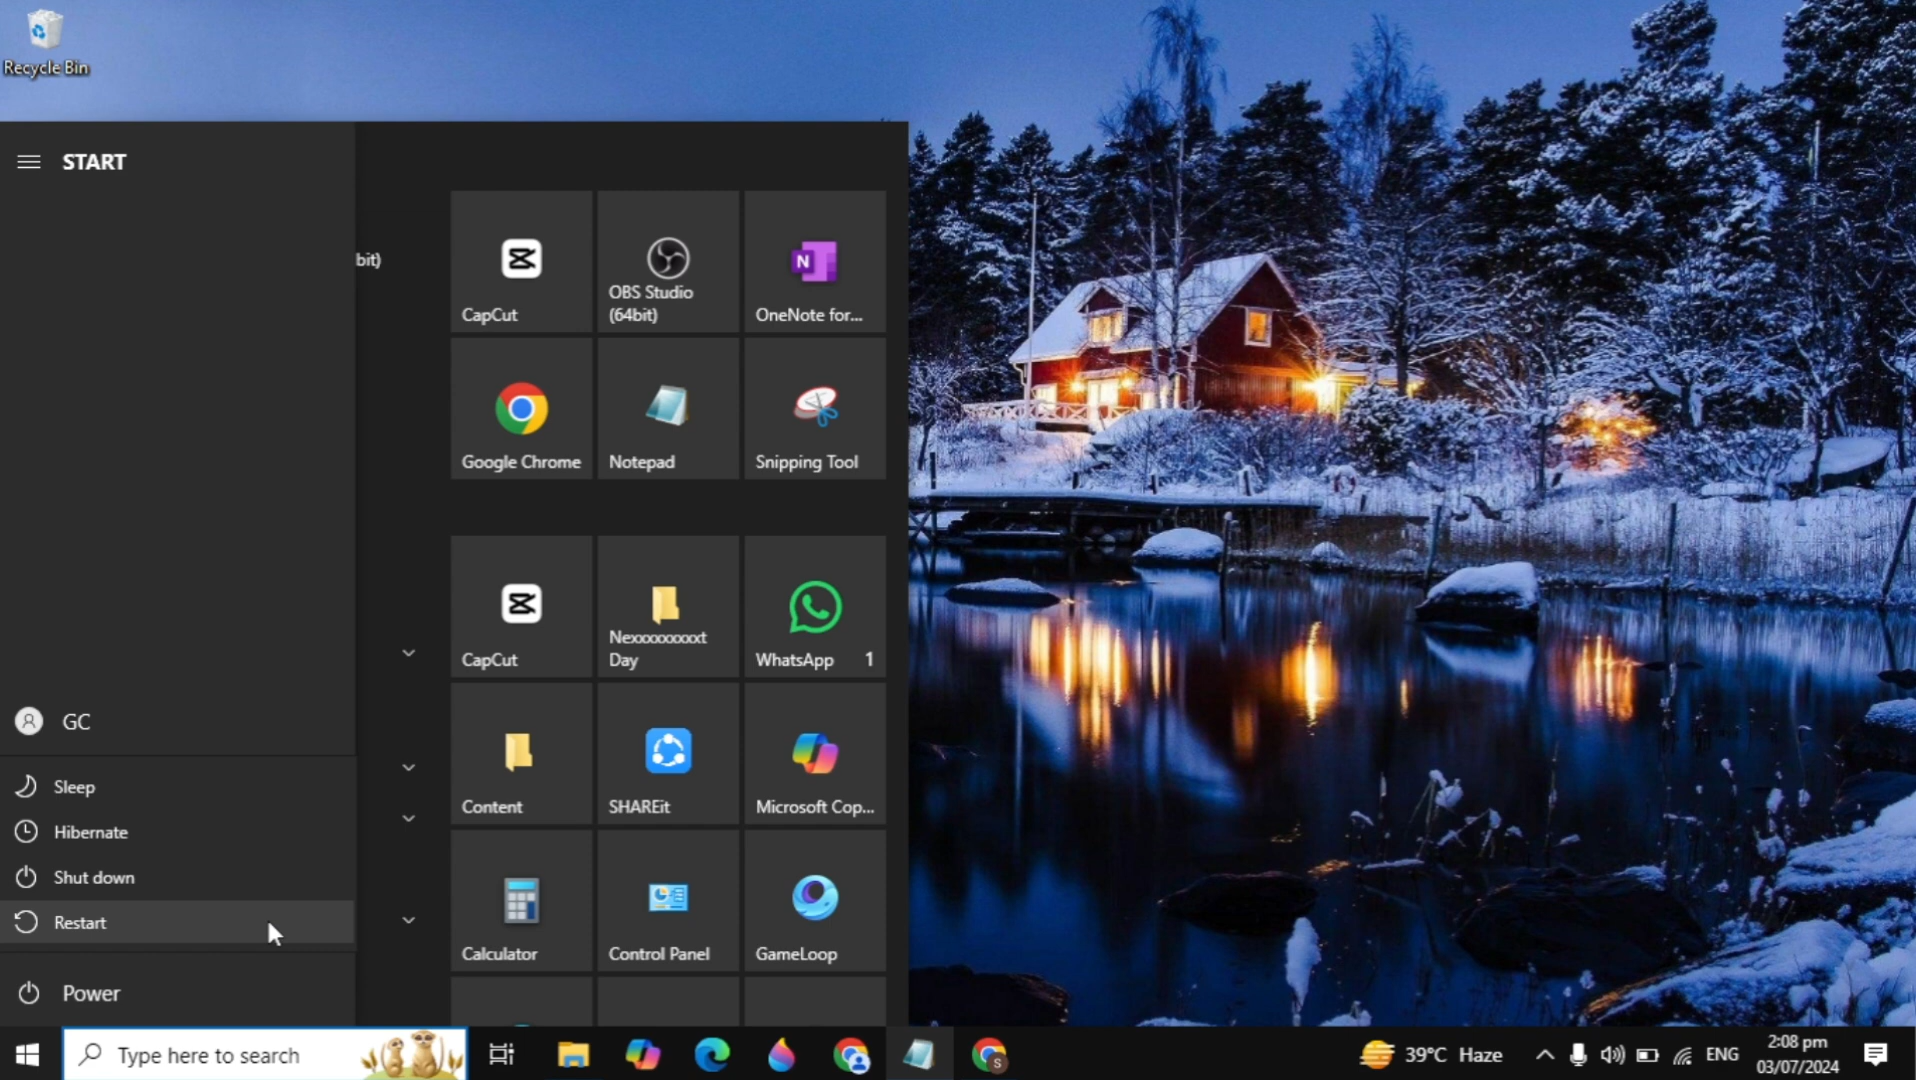 Recycle Bin
START
bit)
CapCut
OBS Studio
(64bit)
OneNote for...
Google Chrome
Notepad
Snipping Tool
CapCut
Nexxxxxxxxxt
Day
WhatsApp 1
Content
SHAREit
Microsoft Cop...
Calculator
Control Panel
GameLoop
GC
Sleep
Hibernate
Shut down
Restart
Power
Type here to search
39°C Haze
ENG
2:08 pm
03/07/2024